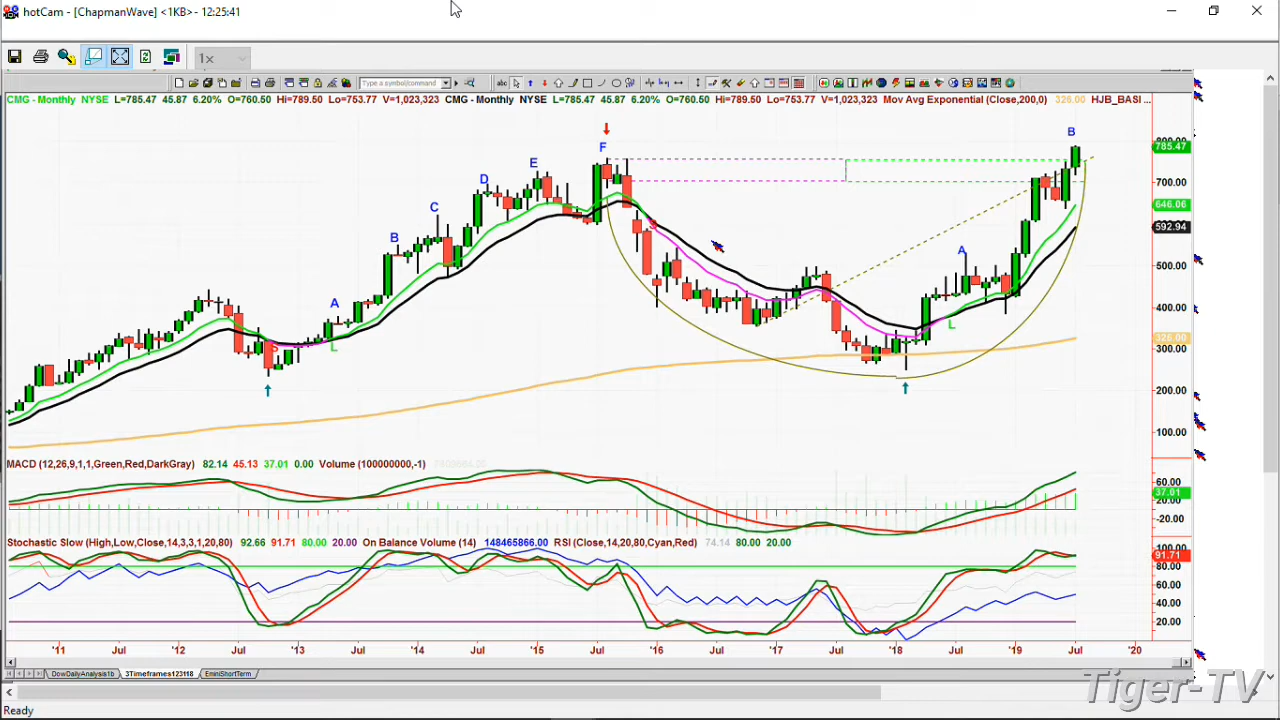 hotCam - [ChapmanWave] <1KB> - 12:25:41
1x
Type a symbol/command
abc
CMG - Monthly NYSE L=785.47 45.87 6.20% O=760.50 Hi=789.50 Lo=753.77 V=1,023,323 CMG - Monthly NYSE L=785.47 45.87 6.20% O=760.50 Hi=789.50 Lo=753.77 V=1,023,323 Mov Avg Exponential (Close,200,0) 326.00 HJB_BASI ...
B
F
E
D
C
B
A
A
S
L
S
L
800.00
785.47
700.00
646.06
592.94
500.00
400.00
326.00
300.00
200.00
100.00
MACD (12,26,9,1,1,Green,Red,DarkGray) 82.14 45.13 37.01 0.00 Volume (100000000,-1)
60.00
37.01
20.00
-20.00
Stochastic Slow (High,Low,Close,14,3,3,1,20,80) 92.66 91.71 80.00 20.00 On Balance Volume (14) 148465866.00 RSI (Close,14,20,80,Cyan,Red) 74.14 80.00 20.00
100.00
91.71
80.00
60.00
40.00
20.00
'11 Jul '12 Jul '13 Jul '14 Jul '15 Jul '16 Jul '17 Jul '18 Jul '19 Jul '20
DowDailyAnalysis1b 3Timeframes123118 EminiShortTerm
Tiger-TV
Ready